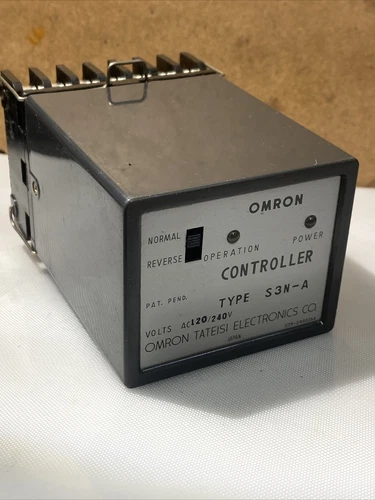 OMRON
NORMAL
REVERSE
OPERATION
POWER
CONTROLLER
PAT. PEND.
TYPE S3N-A
VOLTS AC120/240V
OMRON TATEISI ELECTRONICS CO.
JAPAN